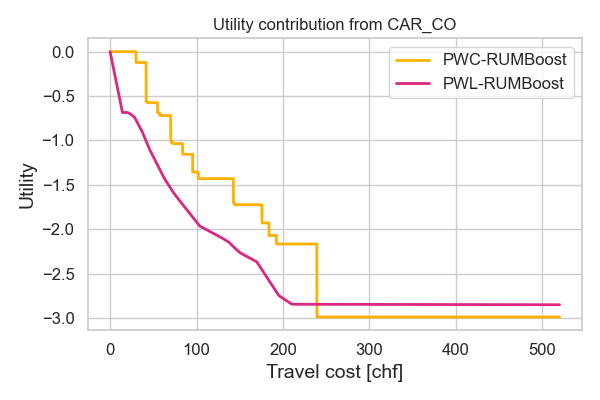 Utility contribution from CAR_CO
PWC-RUMBoost
PWL-RUMBoost
Utility
0.0
−0.5
−1.0
−1.5
−2.0
−2.5
−3.0
0 100 200 300 400 500
Travel cost [chf]